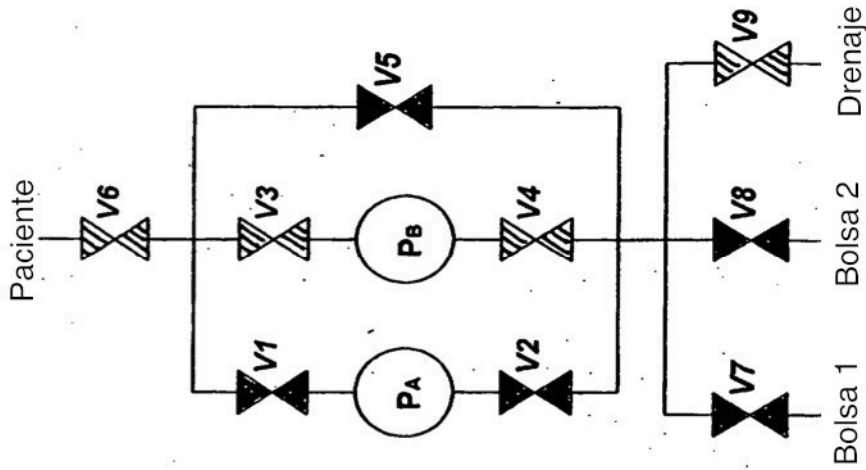 Paciente
V6
V1
V3
V5
PA
PB
V2
V4
V7
V8
V9
Bolsa 1
Bolsa 2
Drenaje